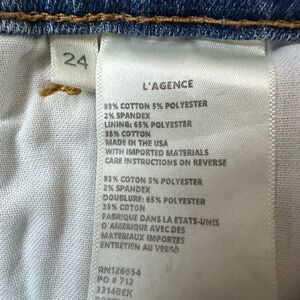 24
L'AGENCE
93% COTTON 5% POLYESTER
2% SPANDEX
LINING: 65% POLYESTER
35% COTTON
MADE IN THE USA
WITH IMPORTED MATERIALS
CARE INSTRUCTIONS ON REVERSE
93% COTON 5% POLYESTER
2% SPANDEX
DOUBLURE: 65% POLYESTER
35% COTON
FABRIQUE DANS LA ETATS-UNIS
D'AMERIQUE AVEC DES
MATERIAUX IMPORTES
ENTRETIEN AU VERSO
RN126654
PO # 712